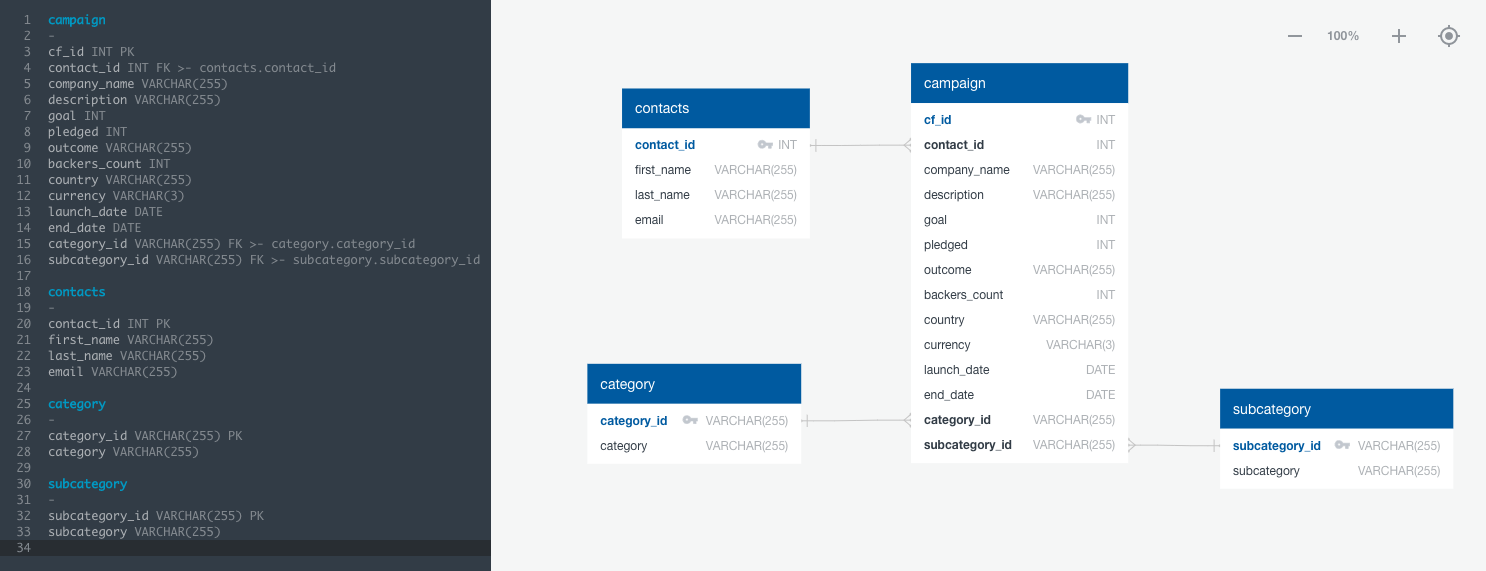 1 campaign
2 -
3 cf_id INT PK
4 contact_id INT FK >- contacts.contact_id
5 company_name VARCHAR(255)
6 description VARCHAR(255)
7 goal INT
8 pledged INT
9 outcome VARCHAR(255)
10 backers_count INT
11 country VARCHAR(255)
12 currency VARCHAR(3)
13 launch_date DATE
14 end_date DATE
15 category_id VARCHAR(255) FK >- category.category_id
16 subcategory_id VARCHAR(255) FK >- subcategory.subcategory_id
17
18 contacts
19 -
20 contact_id INT PK
21 first_name VARCHAR(255)
22 last_name VARCHAR(255)
23 email VARCHAR(255)
24
25 category
26 -
27 category_id VARCHAR(255) PK
28 category VARCHAR(255)
29
30 subcategory
31 -
32 subcategory_id VARCHAR(255) PK
33 subcategory VARCHAR(255)
34
100%
contacts
contact_id INT
first_name VARCHAR(255)
last_name VARCHAR(255)
email VARCHAR(255)
campaign
cf_id INT
contact_id INT
company_name VARCHAR(255)
description VARCHAR(255)
goal INT
pledged INT
outcome VARCHAR(255)
backers_count INT
country VARCHAR(255)
currency VARCHAR(3)
launch_date DATE
end_date DATE
category_id VARCHAR(255)
subcategory_id VARCHAR(255)
category
category_id VARCHAR(255)
category VARCHAR(255)
subcategory
subcategory_id VARCHAR(255)
subcategory VARCHAR(255)